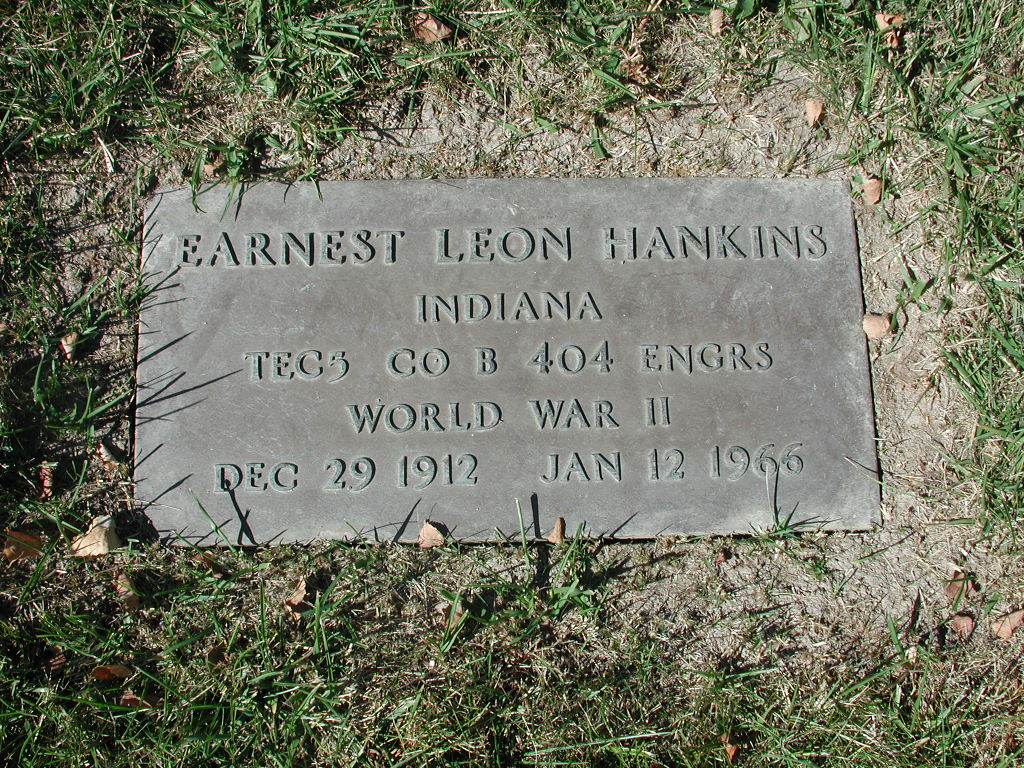 EARNEST LEON HANKINS
INDIANA
TEC5 CO B 404 ENGRS
WORLD WAR II
DEC 29 1912 JAN 12 1966